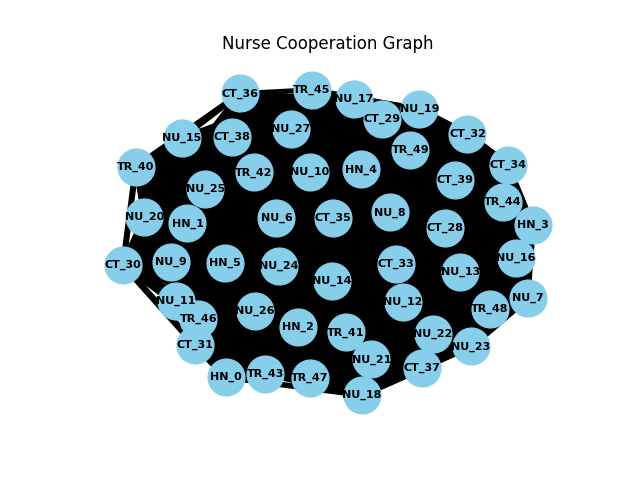 Nurse Cooperation Graph
CT_36
TR_45
NU_17
NU_19
CT_29
NU_27
CT_32
NU_15
CT_38
TR_49
CT_34
TR_40
TR_42
NU_10
HN_4
CT_39
NU_25
TR_44
NU_20
HN_1
NU_6
CT_35
NU_8
CT_28
HN_3
CT_30
NU_9
HN_5
NU_24
NU_14
CT_33
NU_13
NU_16
NU_11
TR_46
NU_26
HN_2
TR_41
NU_12
TR_48
NU_7
CT_31
NU_21
NU_22
NU_23
HN_0
TR_43
TR_47
NU_18
CT_37